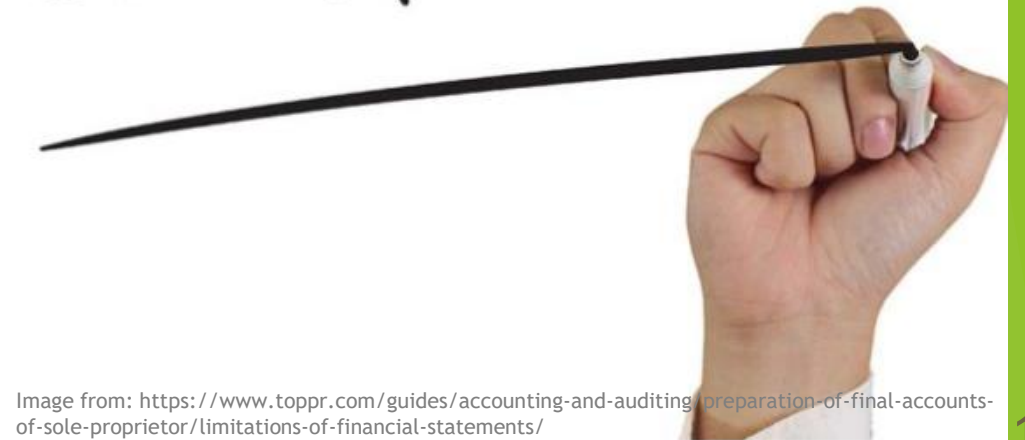 Image from: https://www.toppr.com/guides/accounting-and-auditing/preparation-of-final-accounts-
of-sole-proprietor/limitations-of-financial-statements/